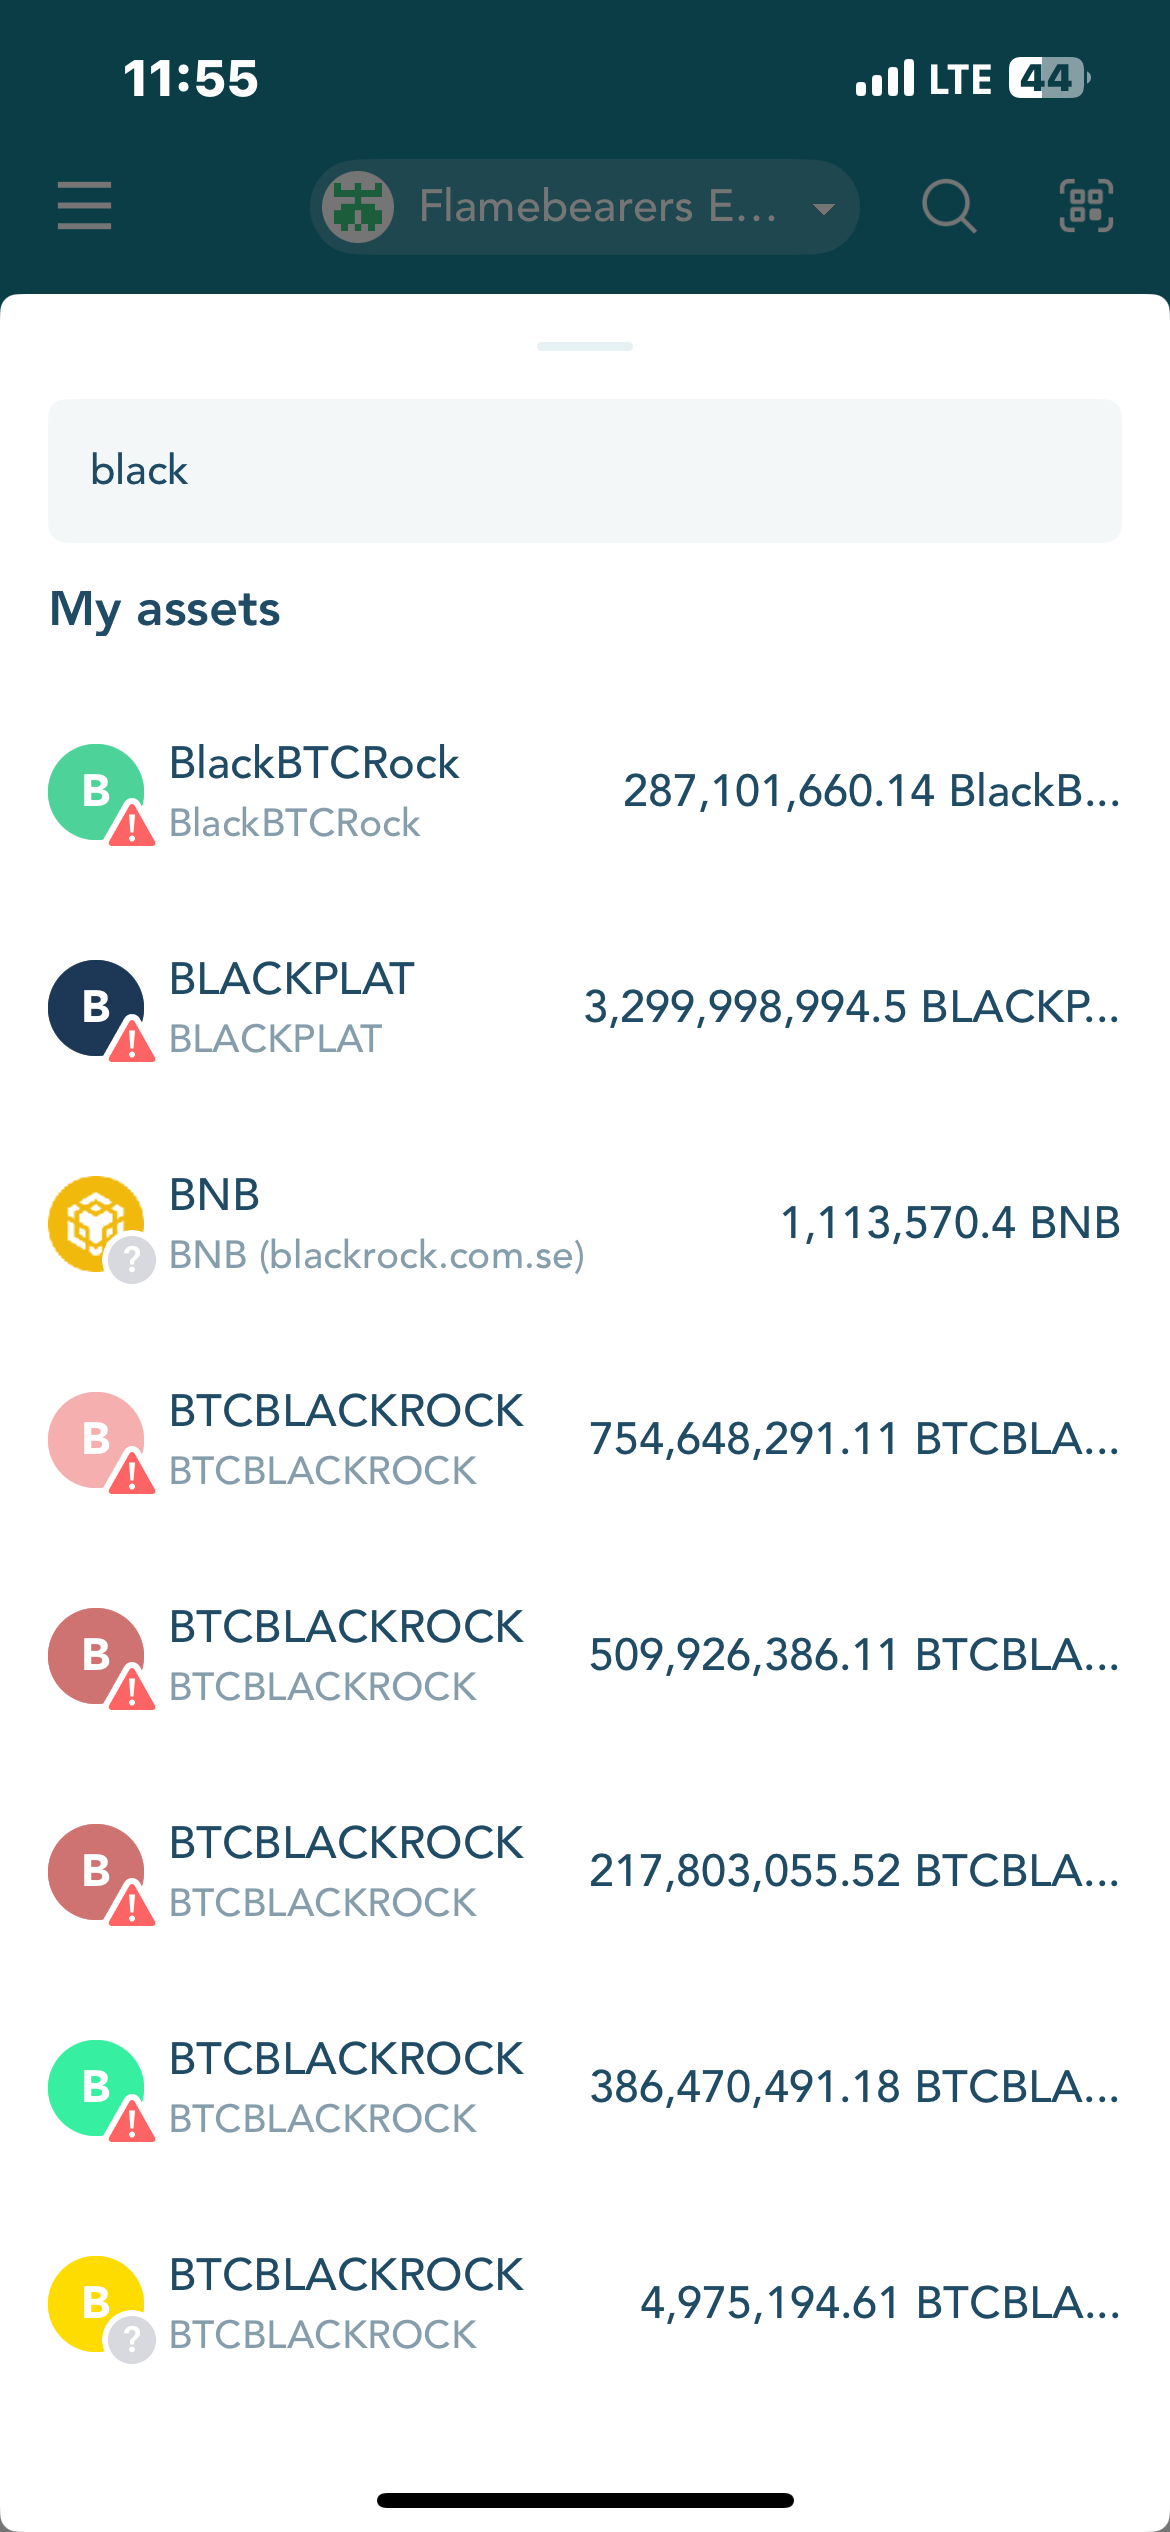 11:55
LTE 44
Flamebearers E...
black
My assets
B
BlackBTCRock
BlackBTCRock
287,101,660.14 BlackB...
B
BLACKPLAT
BLACKPLAT
3,299,998,994.5 BLACKP...
BNB
BNB (blackrock.com.se)
1,113,570.4 BNB
?
B
BTCBLACKROCK
BTCBLACKROCK
754,648,291.11 BTCBLA...
B
BTCBLACKROCK
BTCBLACKROCK
509,926,386.11 BTCBLA...
B
BTCBLACKROCK
BTCBLACKROCK
217,803,055.52 BTCBLA...
B
BTCBLACKROCK
BTCBLACKROCK
386,470,491.18 BTCBLA...
B
BTCBLACKROCK
BTCBLACKROCK
4,975,194.61 BTCBLA...
?